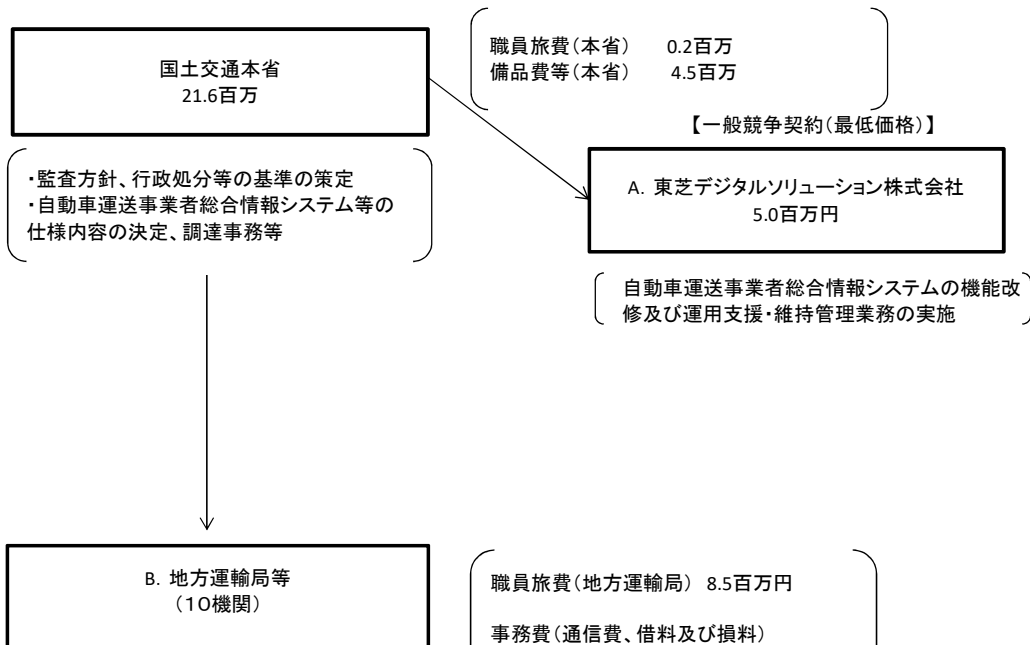 国土交通本省
21.6百万
職員旅費(本省) 0.2百万
備品費等(本省) 4.5百万
【一般競争契約(最低価格)】
・監査方針、行政処分等の基準の策定
・自動車運送事業者総合情報システム等の
仕様内容の決定、調達事務等
A. 東芝デジタルソリューション株式会社
5.0百万円
自動車運送事業者総合情報システムの機能改
修及び運用支援・維持管理業務の実施
B. 地方運輸局等
(10機関)
職員旅費(地方運輸局) 8.5百万円
事務費(通信費、借料及び損料)